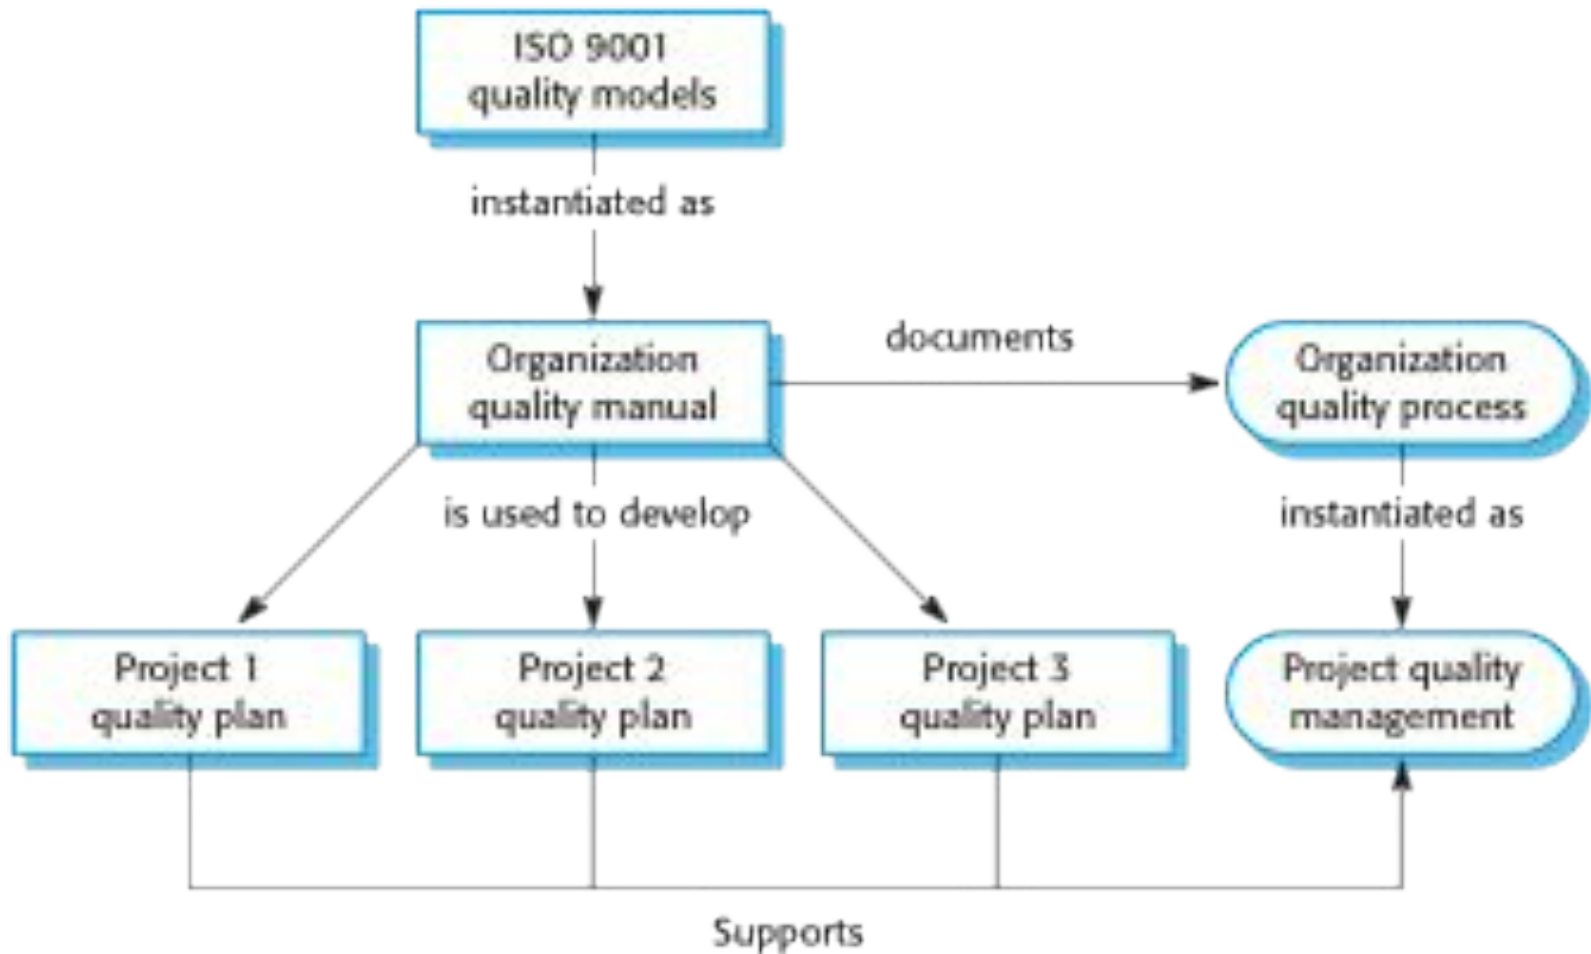 ISO 9001
quality models
instantiated as
Organization
quality manual
documents
Organization
quality process
is used to develop
instantiated as
Project 1
quality plan
Project 2
quality plan
Project 3
quality plan
Project quality
management
Supports